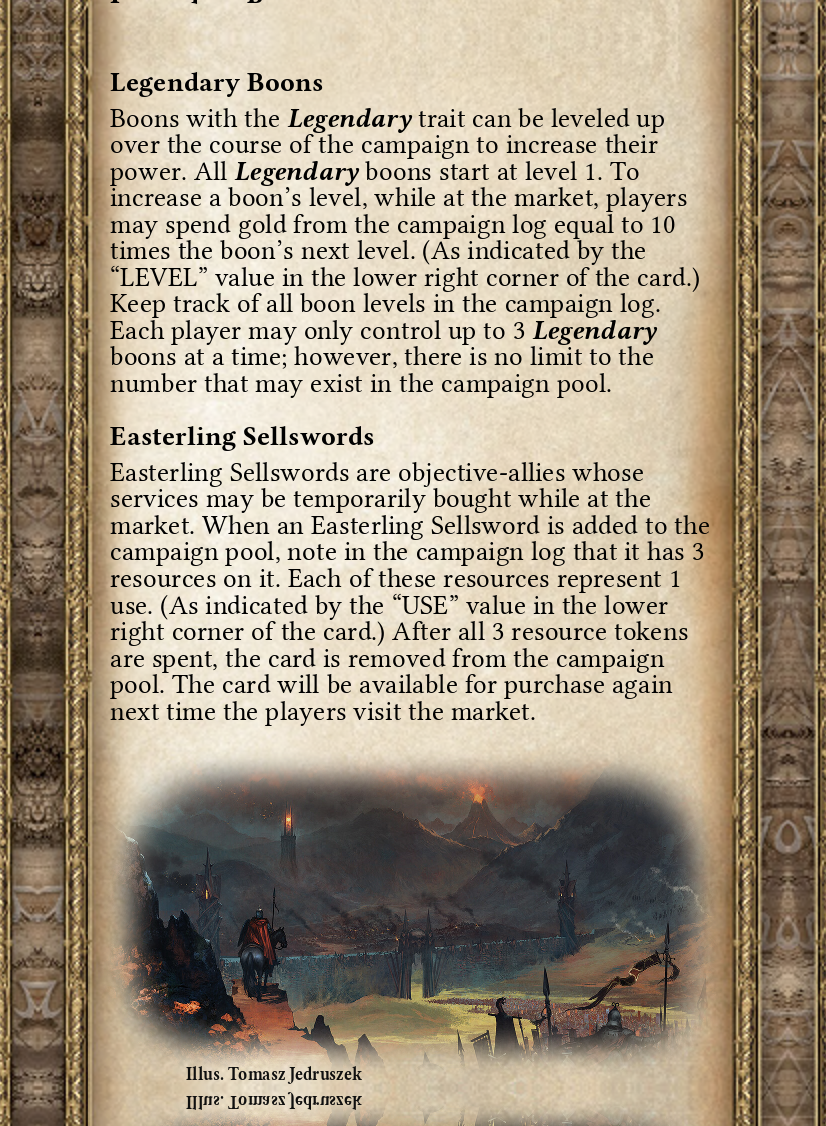 Legendary Boons
Boons with the Legendary trait can be leveled up
over the course of the campaign to increase their
power. All Legendary boons start at level 1. To
increase a boon’s level, while at the market, players
may spend gold from the campaign log equal to 10
times the boon’s next level. (As indicated by the
“LEVEL” value in the lower right corner of the card.)
Keep track of all boon levels in the campaign log.
Each player may only control up to 3 Legendary
boons at a time; however, there is no limit to the
number that may exist in the campaign pool.
Easterling Sellswords
Easterling Sellswords are objective-allies whose
services may be temporarily bought while at the
market. When an Easterling Sellsword is added to the
campaign pool, note in the campaign log that it has 3
resources on it. Each of these resources represent 1
use. (As indicated by the “USE” value in the lower
right corner of the card.) After all 3 resource tokens
are spent, the card is removed from the campaign
pool. The card will be available for purchase again
next time the players visit the market.
Illus. Tomasz Jedruszek
Illus. Tomasz Jedruszek